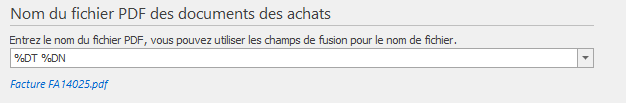 Nom du fichier PDF des documents des achats
Entrez le nom du fichier PDF, vous pouvez utiliser les champs de fusion pour le nom de fichier.
%DT %DN
Facture FA14025.pdf